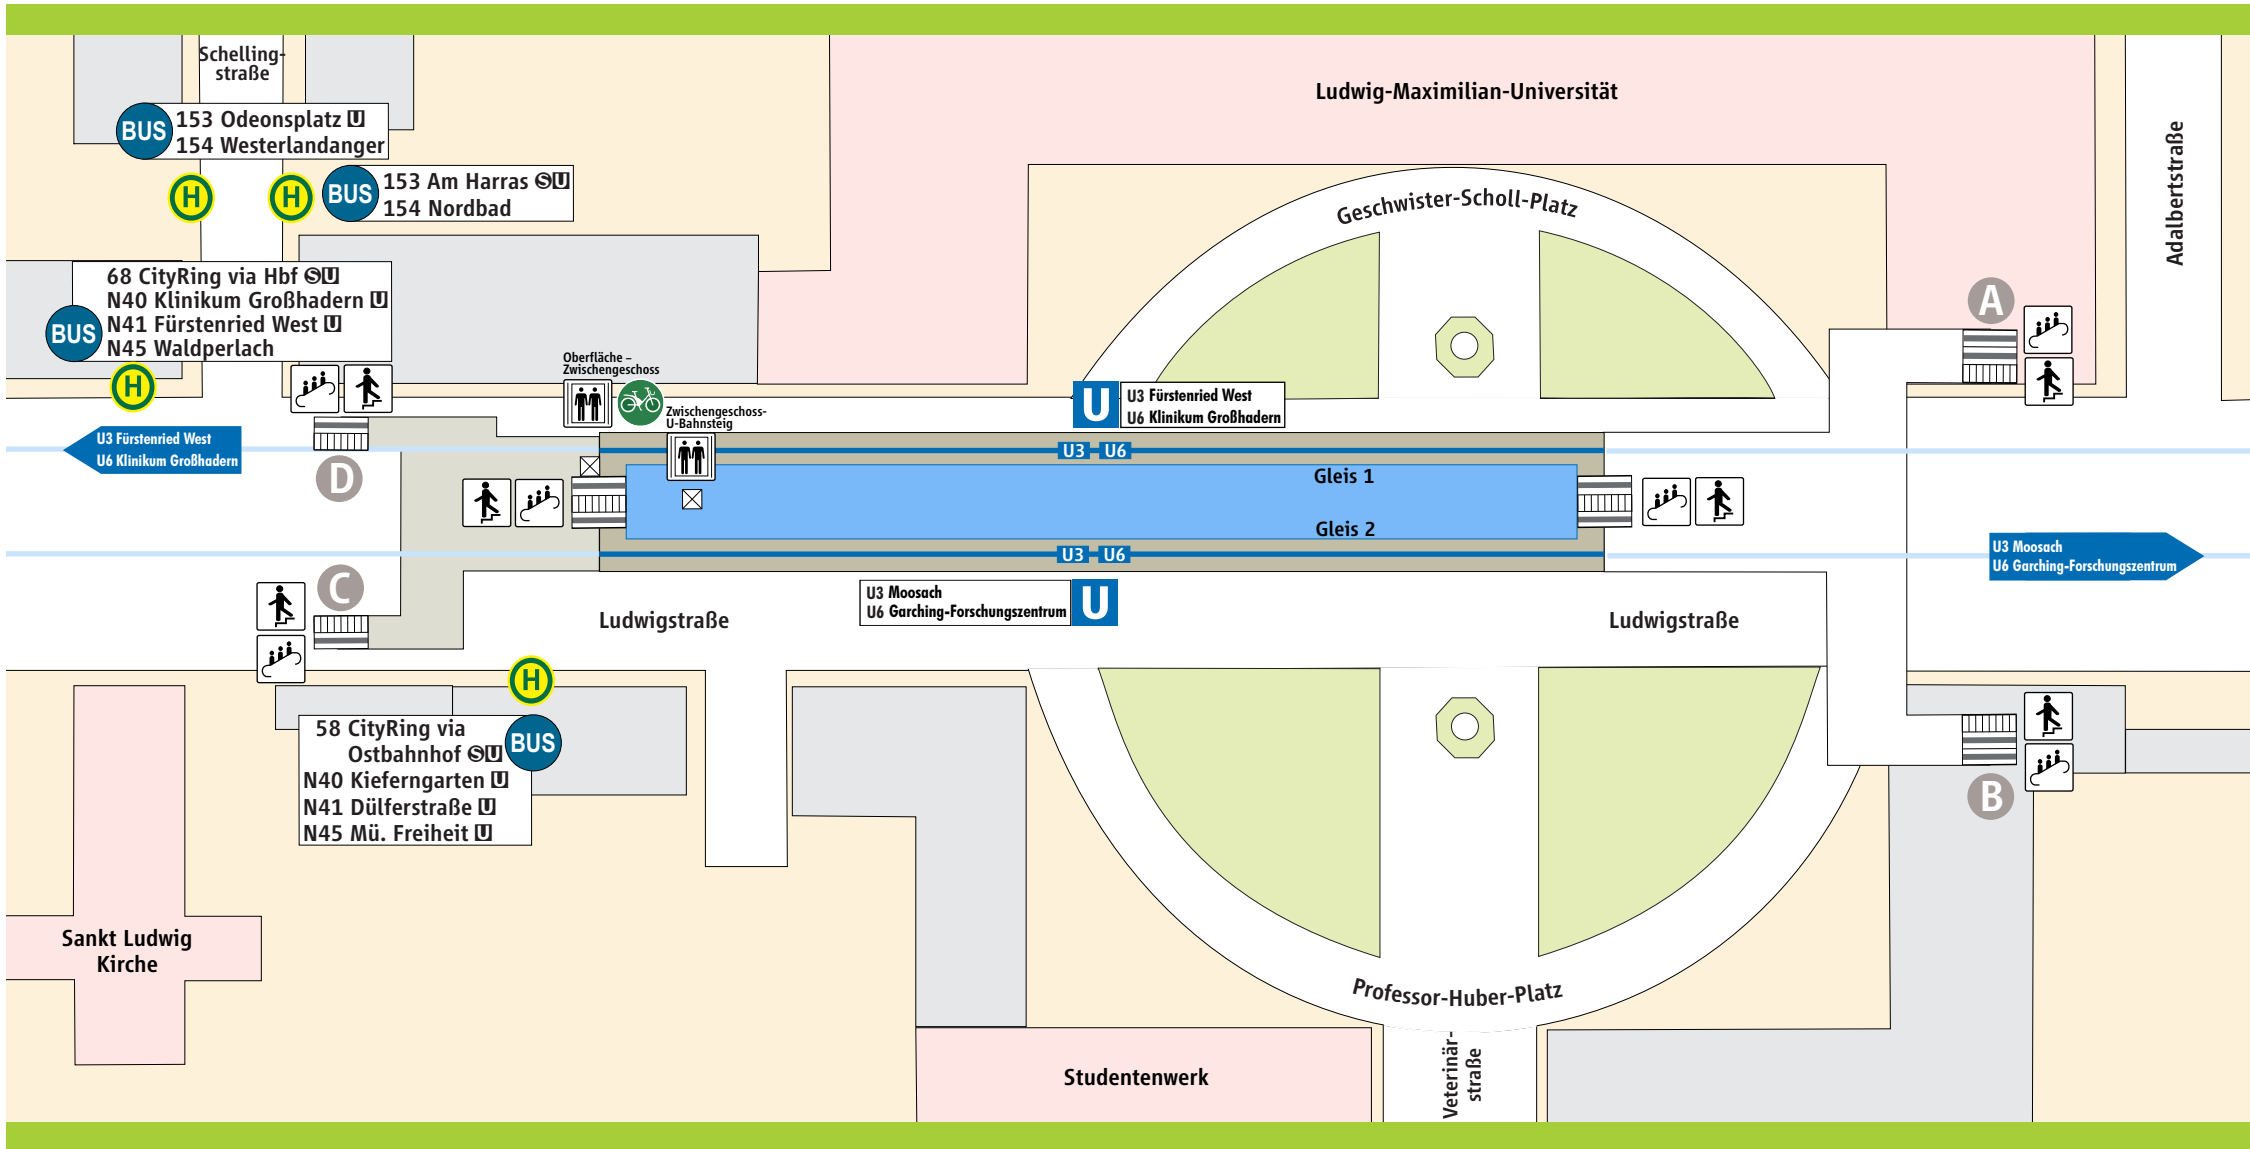 Schelling-
straße
Ludwig-Maximilian-Universität
BUS
153 Odeonsplatz U
154 Westerlandanger
H
H
BUS
153 Am Harras S U
154 Nordbad
Adalbertstraße
Geschwister-Scholl-Platz
BUS
68 CityRing via Hbf S U
N40 Klinikum Großhadern U
N41 Fürstenried West U
N45 Waldperlach
H
A
Oberfläche –
Zwischengeschoss
Zwischengeschoss-
U-Bahnsteig
U
U3 Fürstenried West
U6 Klinikum Großhadern
U3 Fürstenried West
U6 Klinikum Großhadern
D
U3 U6
Gleis 1
Gleis 2
U3 U6
U3 Moosach
U6 Garching-Forschungszentrum
C
U3 Moosach
U6 Garching-Forschungszentrum
U
Ludwigstraße
Ludwigstraße
H
BUS
58 CityRing via
Ostbahnhof S U
N40 Kieferngarten U
N41 Dülferstraße U
N45 Mü. Freiheit U
B
Sankt Ludwig
Kirche
Professor-Huber-Platz
Studentenwerk
Veterinär-
straße